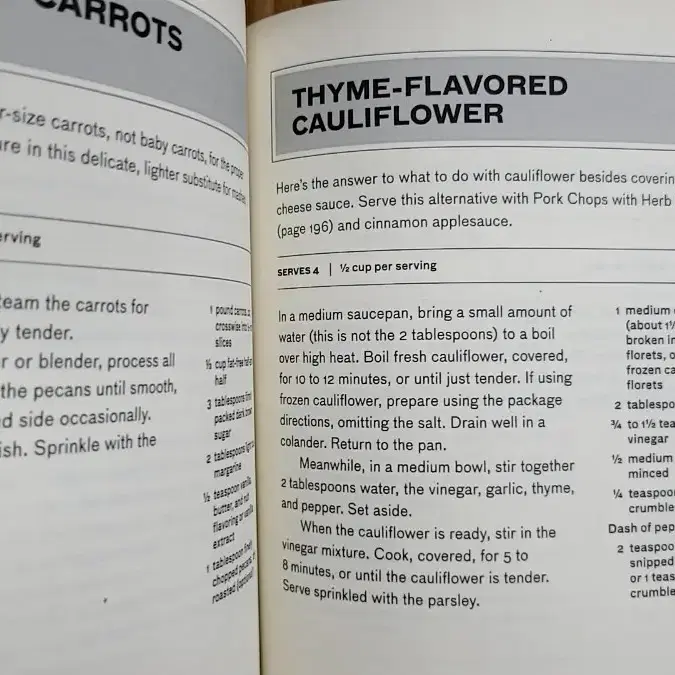 CARROTS
r-size carrots, not baby carrots, for the proper
ure in this delicate, lighter substitute for
erving
team the carrots for
y tender.
r or blender, process all
the pecans until smooth,
d side occasionally.
ish. Sprinkle with the
1 pound carrots,
crosswise into
slices
cup fat-free half
half
3 tablespoons
packed dark brown
sugar
2 tablespoons light
margarine
½ teaspoon vanilla
butter, and nut
flavoring or vanilla
extract
1 tablespoon finely
chopped pecans,
roasted (optional)
THYME-FLAVORED
CAULIFLOWER
Here's the answer to what to do with cauliflower besides coverin
cheese sauce. Serve this alternative with Pork Chops with Herb
(page 196) and cinnamon applesauce.
SERVES 4 | ½ cup per serving
In a medium saucepan, bring a small amount of
water (this is not the 2 tablespoons) to a boil
over high heat. Boil fresh cauliflower, covered,
for 10 to 12 minutes, or until just tender. If using
frozen cauliflower, prepare using the package
directions, omitting the salt. Drain well in a
colander. Return to the pan.
Meanwhile, in a medium bowl, stir together
2 tablespoons water, the vinegar, garlic, thyme,
and pepper. Set aside.
When the cauliflower is ready, stir in the
vinegar mixture. Cook, covered, for 5 to
8 minutes, or until the cauliflower is tender.
Serve sprinkled with the parsley.
1 medium
(about 1½
broken in
florets, o
frozen ca
florets
2 tablespo
¾ to 1½ tea
vinegar
½ medium
minced
¼ teaspoo
crumble
Dash of pep
2 teaspoo
snipped
or 1 teas
crumble